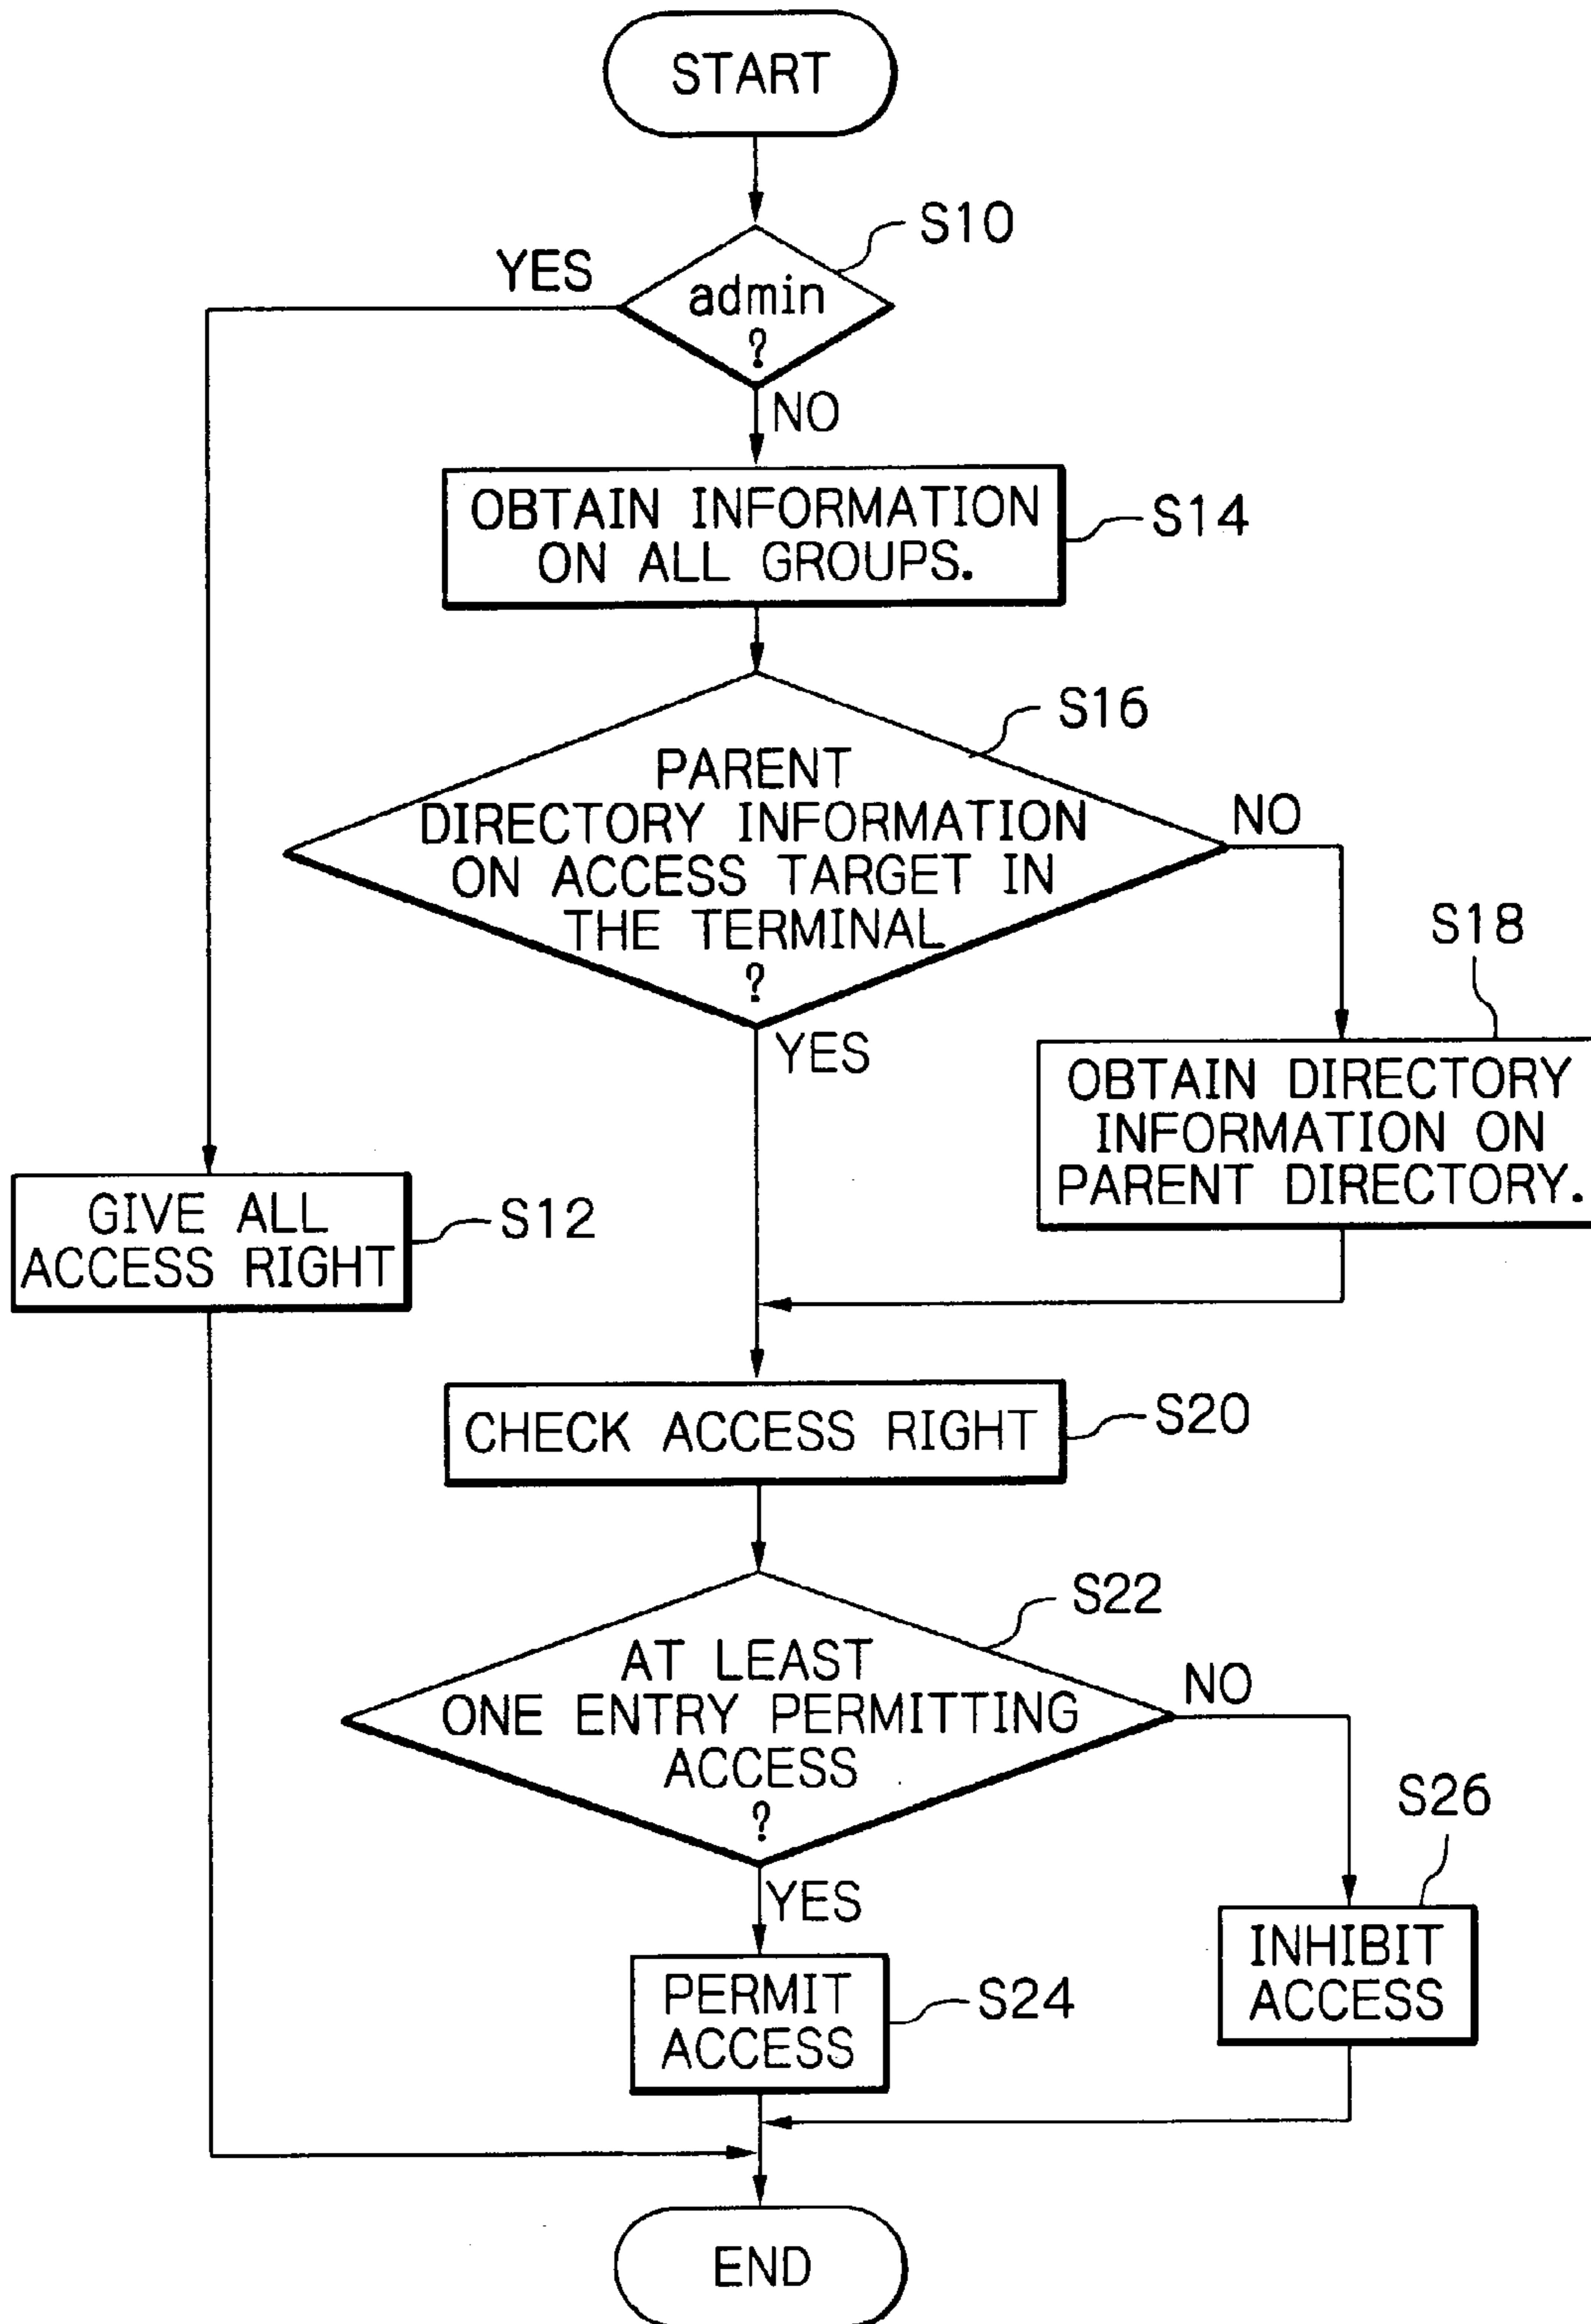 START
S10
YES
admin
?
NO
OBTAIN INFORMATION
ON ALL GROUPS.
S14
S16
PARENT
DIRECTORY INFORMATION
ON ACCESS TARGET IN
THE TERMINAL
?
NO
YES
S18
OBTAIN DIRECTORY
INFORMATION ON
PARENT DIRECTORY.
GIVE ALL
ACCESS RIGHT
S12
CHECK ACCESS RIGHT
S20
S22
AT LEAST
ONE ENTRY PERMITTING
ACCESS
?
NO
YES
S26
INHIBIT
ACCESS
PERMIT
ACCESS
S24
END